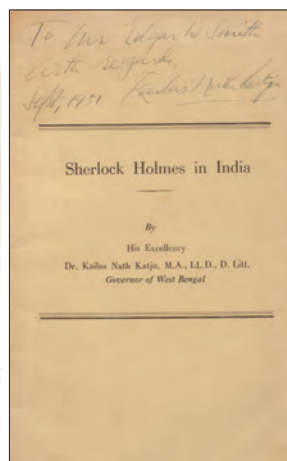 To Mr Edgar W. Smith
with regards.
Sept, 1951 Kailas Nath Katju
Sherlock Holmes in India
By
His Excellency
Dr. Kailas Nath Katju, M.A., LL.D., D. Litt.
Governor of West Bengal